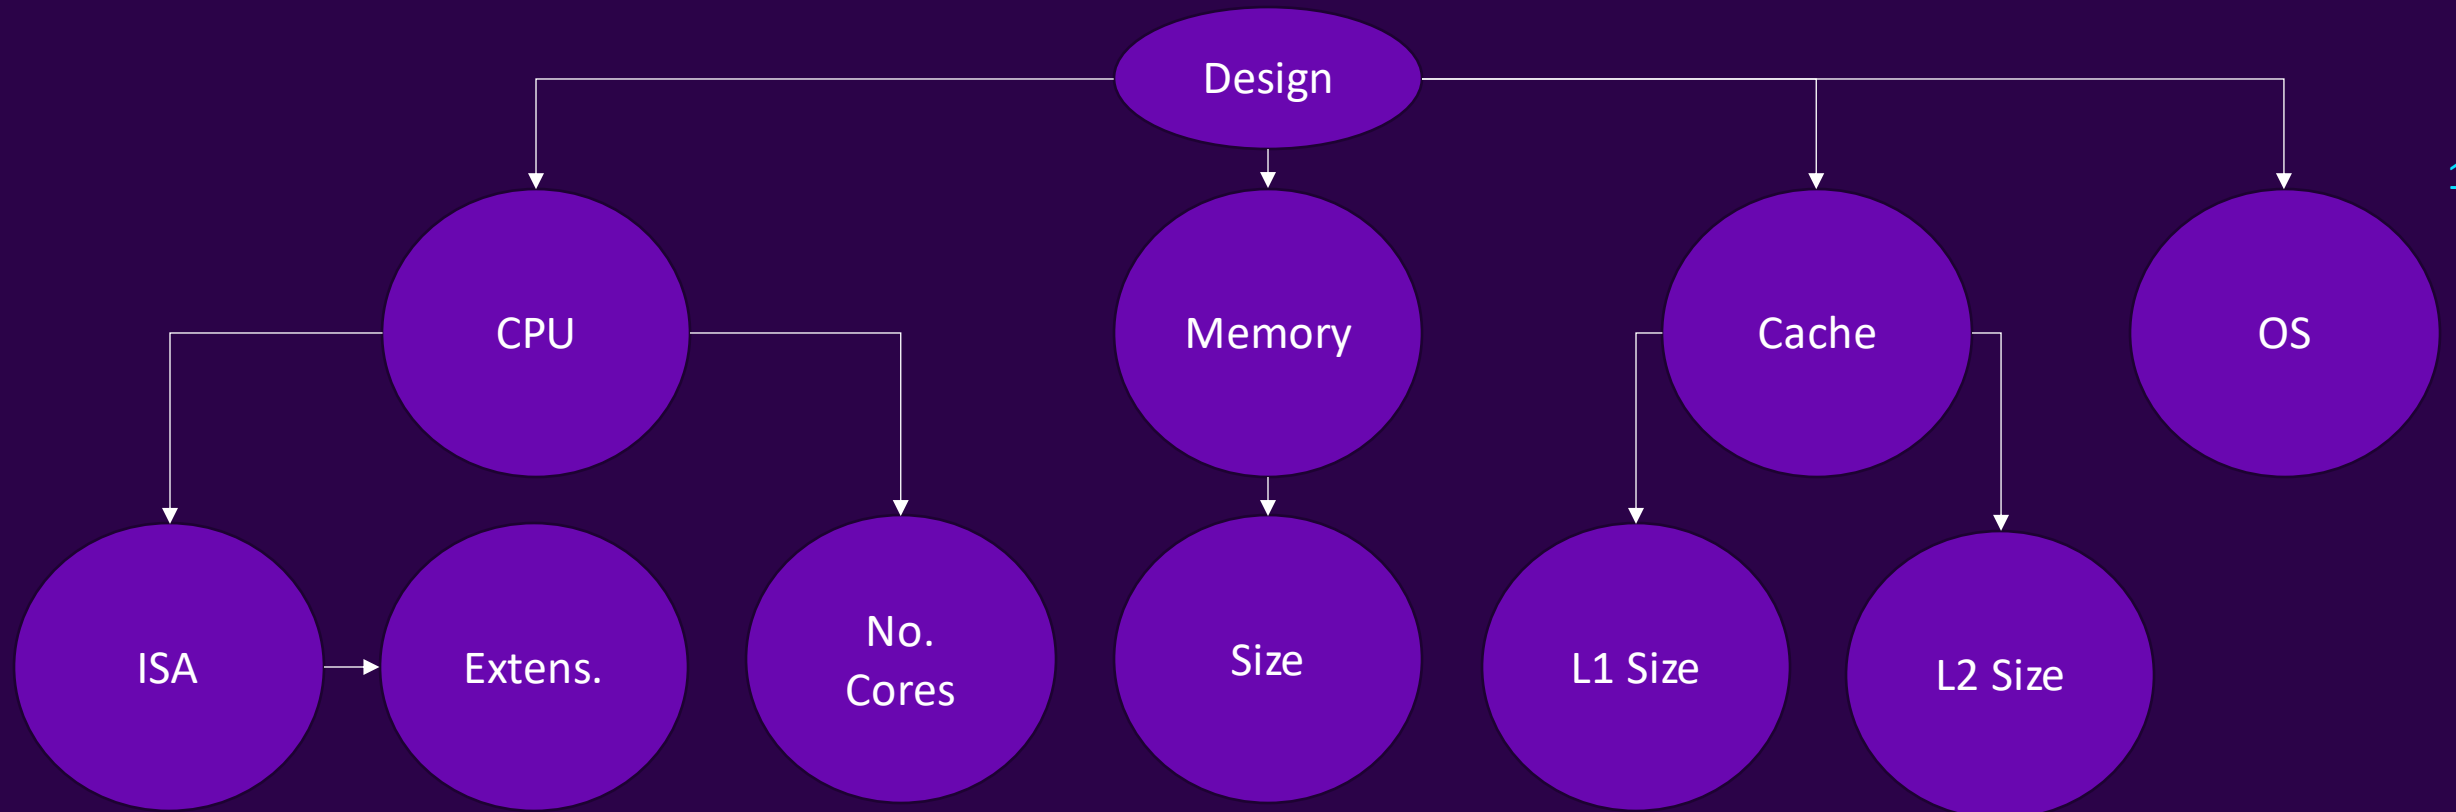 Design
CPU
Memory
Cache
OS
ISA
Extens.
No.
Cores
Size
L1 Size
L2 Size